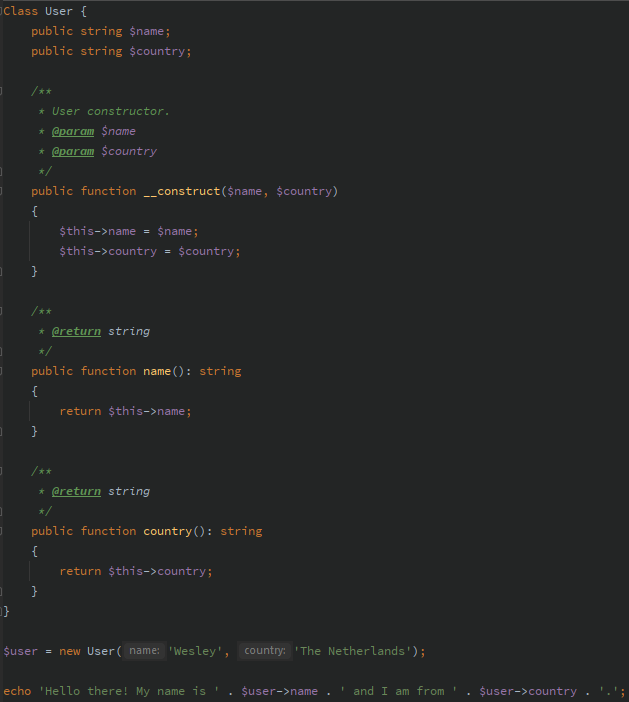 Class User {
    public string $name;
    public string $country;

    /**
     * User constructor.
     * @param $name
     * @param $country
     */
    public function __construct($name, $country)
    {
        $this->name = $name;
        $this->country = $country;
    }

    /**
     * @return string
     */
    public function name(): string
    {
        return $this->name;
    }

    /**
     * @return string
     */
    public function country(): string
    {
        return $this->country;
    }
}

$user = new User( name: 'Wesley', country: 'The Netherlands');

echo 'Hello there! My name is ' . $user->name . ' and I am from ' . $user->country . '.';